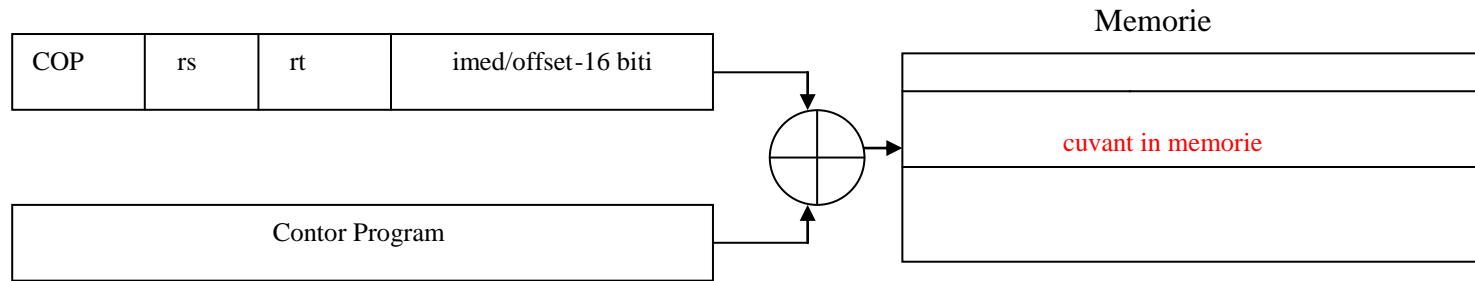 Memorie
COP rs rt imed/offset-16 biti
cuvant in memorie
Contor Program